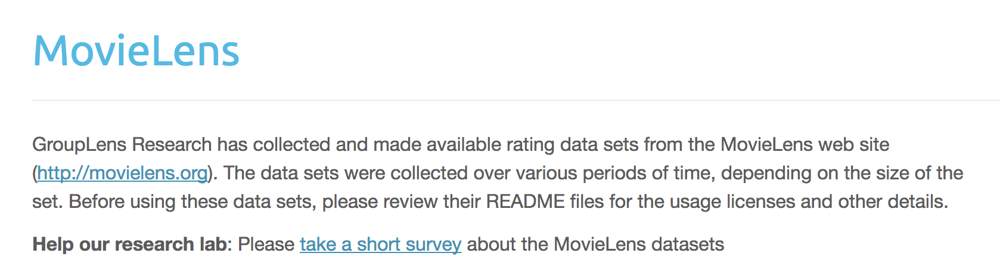 MovieLens
GroupLens Research has collected and made available rating data sets from the MovieLens web site
(http://movielens.org). The data sets were collected over various periods of time, depending on the size of the
set. Before using these data sets, please review their README files for the usage licenses and other details.
Help our research lab: Please take a short survey about the MovieLens datasets